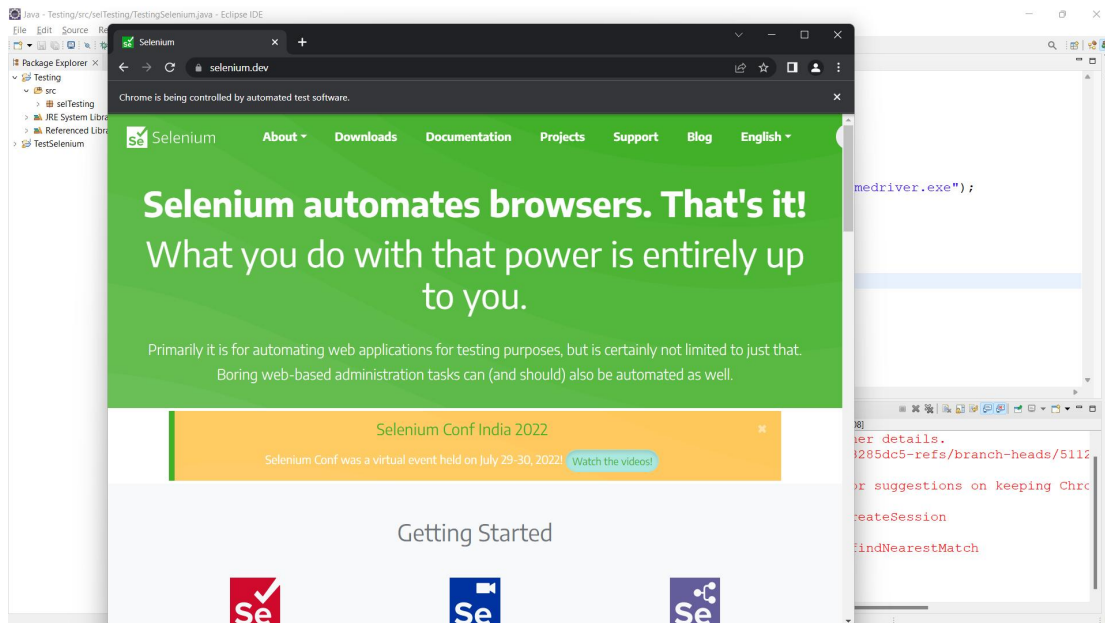 Java - Testing/src/selTesting/TestingSelenium.java - Eclipse IDE
File Edit Source
Package Explorer
Testing
src
selTesting
JRE System Libra
Referenced Libra
TestSelenium
Selenium
selenium.dev
Chrome is being controlled by automated test software.
Se Selenium About Downloads Documentation Projects Support Blog English
Selenium automates browsers. That's it!
What you do with that power is entirely up
to you.
Primarily it is for automating web applications for testing purposes, but is certainly not limited to just that.
Boring web-based administration tasks can (and should) also be automated as well.
Selenium Conf India 2022
Selenium Conf was a virtual event held on July 29-30, 2022! Watch the videos!
Getting Started
Se Se Se
medriver.exe");
her details.
3285dc5-refs/branch-heads/5112
or suggestions on keeping Chro
reateSession
findNearestMatch